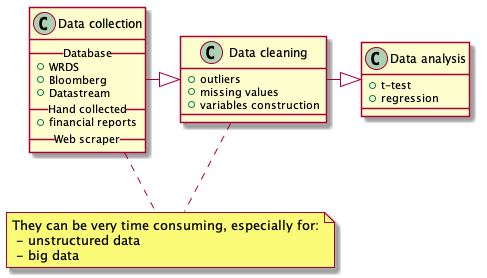 C Data collection
Database
WRDS
Bloomberg
Datastream
Hand collected
financial reports
Web scraper
C Data cleaning
outliers
missing values
variables construction
C Data analysis
t-test
regression
They can be very time consuming, especially for:
- unstructured data
- big data